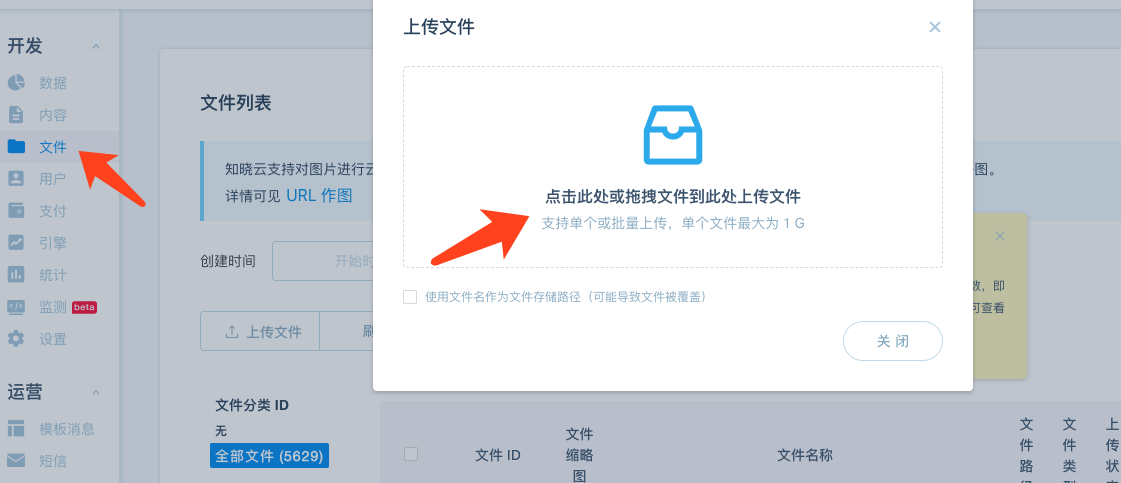 开发
数据
内容
文件
用户
支付
引擎
统计
监测 beta
设置
运营
模板消息
短信
文件列表
知晓云支持对图片进行云
图。
详情可见 URL 作图
创建时间
开始时
上传文件
刷
文件分类 ID
无
全部文件 (5629)
上传文件
点击此处或拖拽文件到此处上传文件
支持单个或批量上传，单个文件最大为 1 G
使用文件名作为文件存储路径（可能导致文件被覆盖）
关 闭
数，即
可查看
文件 ID
文件
缩略
图
文件名称
文
件
路
文
件
类
上
传
状